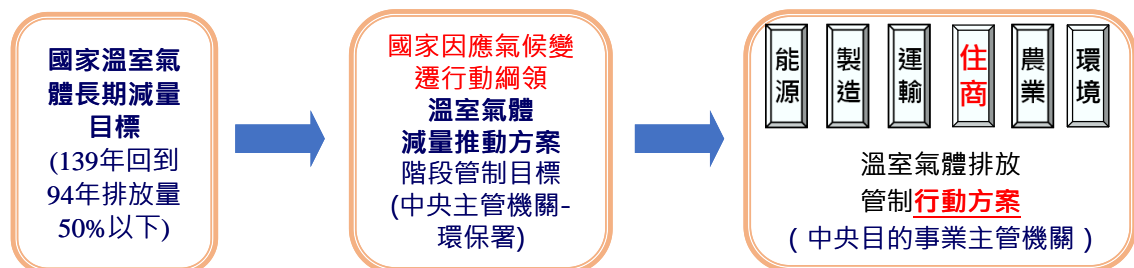 國家溫室氣
體長期減量
目標
(139年回到
94年排放量
50%以下)
國家因應氣候變
遷行動綱領
溫室氣體
減量推動方案
階段管制目標
(中央主管機關-
環保署)
能源
製造
運輸
住商
農業
環境
溫室氣體排放
管制行動方案
(中央目的事業主管機關)